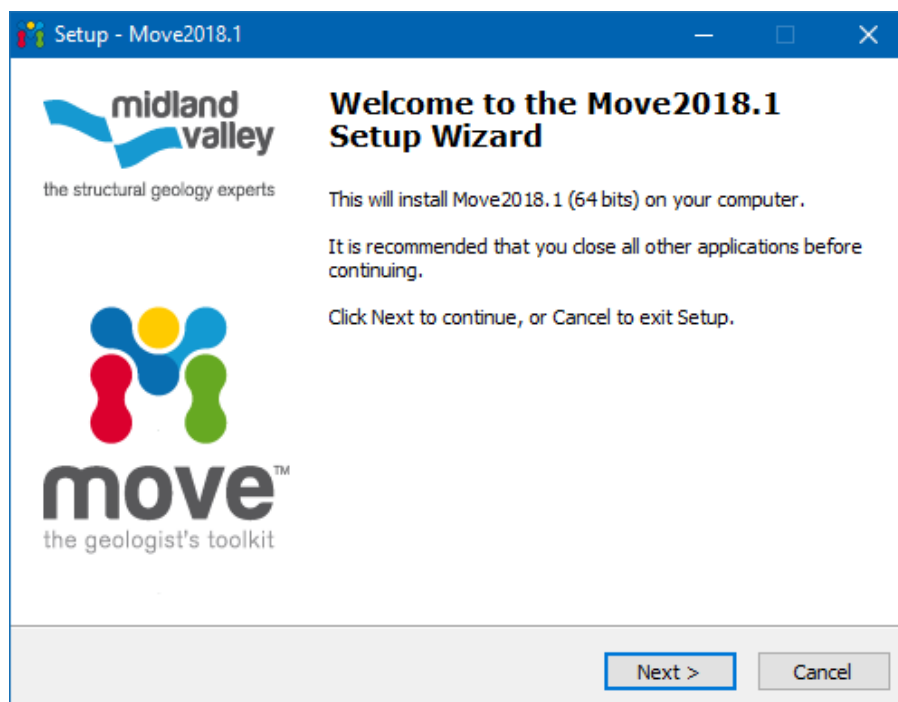 Setup - Move2018.1
midland
valley
the structural geology experts
Welcome to the Move2018.1
Setup Wizard
This will install Move2018.1 (64 bits) on your computer.
It is recommended that you close all other applications before
continuing.
Click Next to continue, or Cancel to exit Setup.
move™
the geologist's toolkit
Next >
Cancel